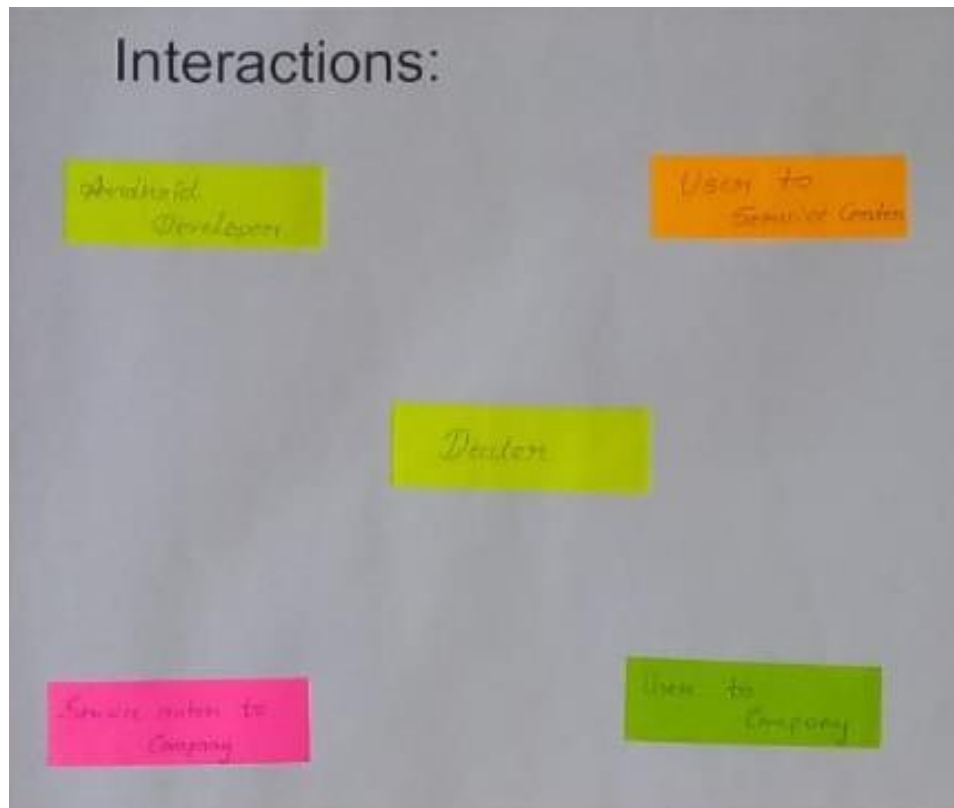 Interactions:
Android
Developer
User to
Service Center
Dealer
Service center to
Company
User to
Company